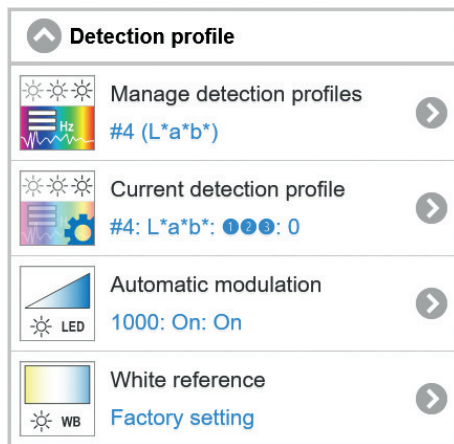 Detection profile
Hz
Manage detection profiles
#4 (L*a*b*)
Current detection profile
#4: L*a*b*: ❶❷❸: 0
LED
Automatic modulation
1000: On: On
WB
White reference
Factory setting